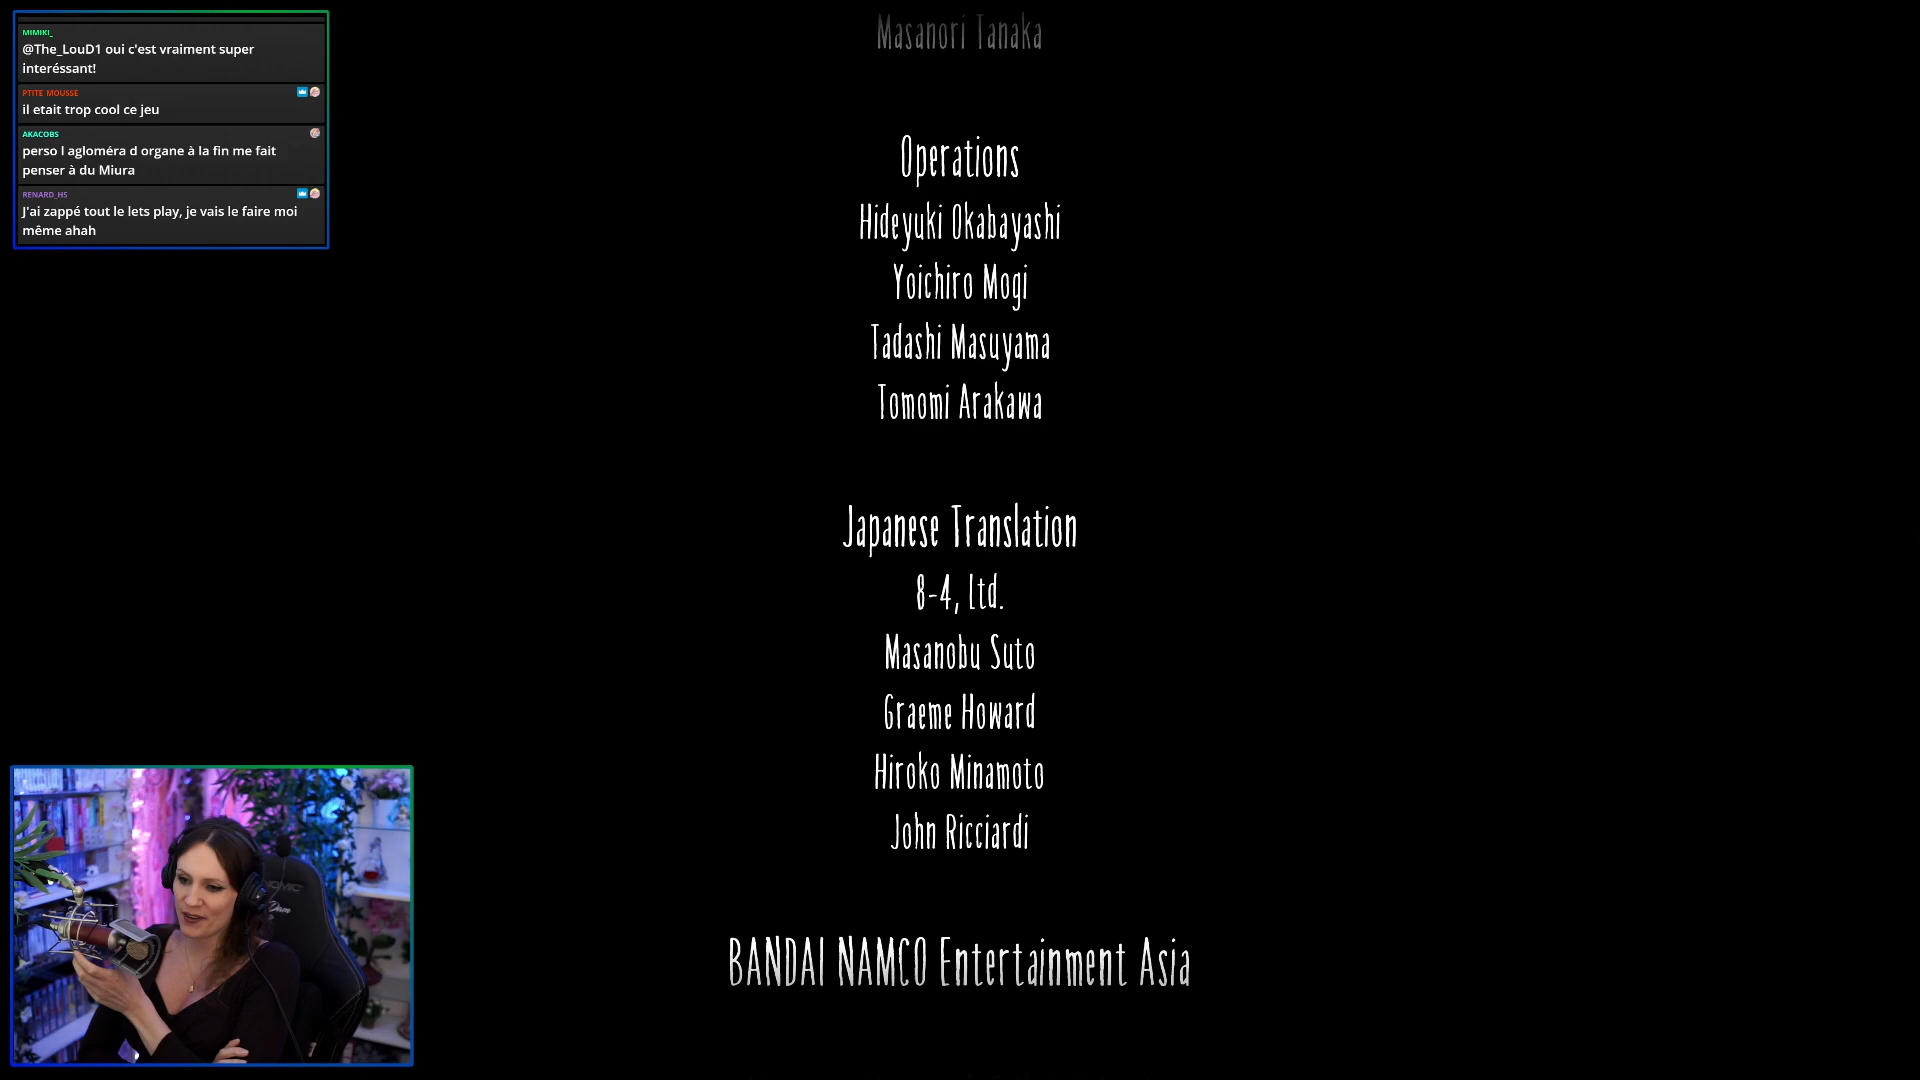 MIMIKI_
@The_LouD1 oui c'est vraiment super
interéssant!
PTITE_MOUSSE
il etait trop cool ce jeu
AKACOBS
perso l agloméra d organe à la fin me fait
penser à du Miura
RENARD_HS
J'ai zappé tout le lets play, je vais le faire moi
même ahah
Masanori Tanaka
Operations
Hideyuki Okabayashi
Yoichiro Mogi
Tadashi Masuyama
Tomomi Arakawa
Japanese Translation
8-4, Ltd.
Masanobu Suto
Graeme Howard
Hiroko Minamoto
John Ricciardi
BANDAI NAMCO Entertainment Asia